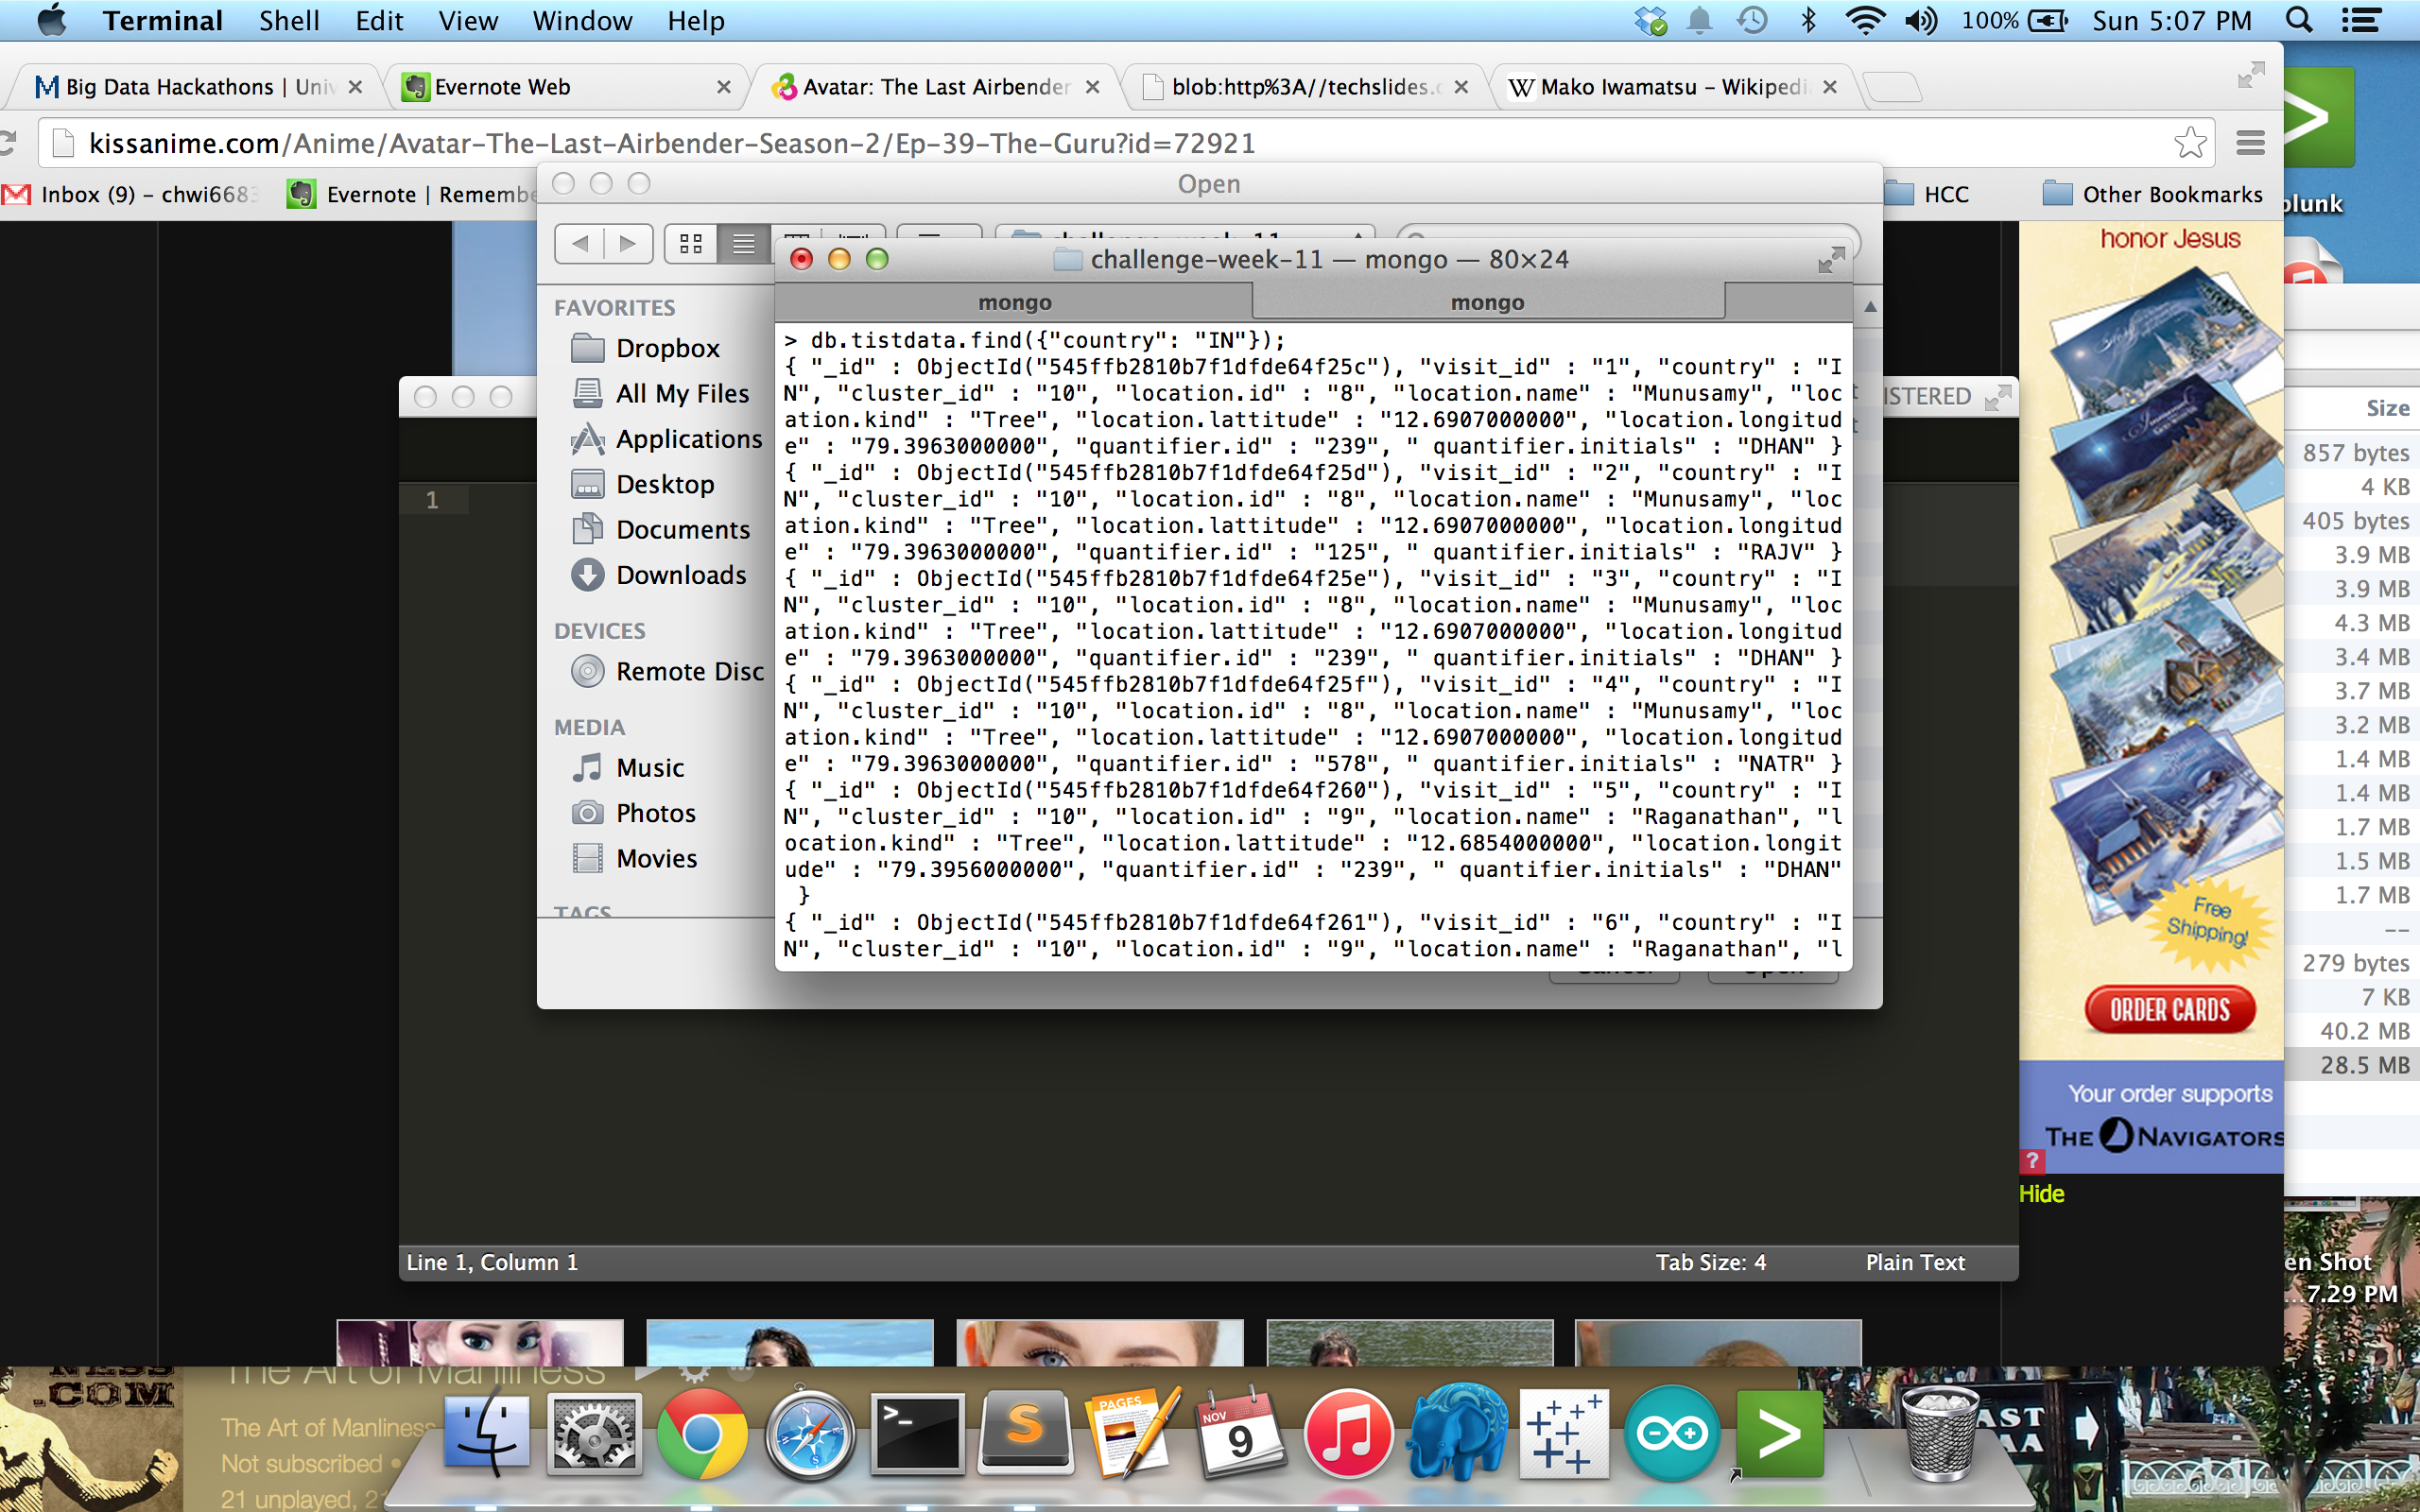 Terminal Shell Edit View Window Help 100% Sun 5:07 PM
Big Data Hackathons | Univ Evernote Web Avatar: The Last Airbender blob:http%3A//techslides.c Mako Iwamatsu – Wikipedi
kissanime.com/Anime/Avatar-The-Last-Airbender-Season-2/Ep-39-The-Guru?id=72921
Inbox (9) – chwi6683 Evernote | Rememb HCC Other Bookmarks
plunk
Open
challenge-week-11 — mongo — 80×24
mongo mongo
FAVORITES
Dropbox
All My Files
Applications
Desktop
Documents
Downloads
DEVICES
Remote Disc
MEDIA
Music
Photos
Movies
TAGS
> db.tistdata.find({"country": "IN"});
{ "_id" : ObjectId("545ffb2810b7f1dfde64f25c"), "visit_id" : "1", "country" : "I
N", "cluster_id" : "10", "location.id" : "8", "location.name" : "Munusamy", "loc
ation.kind" : "Tree", "location.lattitude" : "12.6907000000", "location.longitud
e" : "79.3963000000", "quantifier.id" : "239", " quantifier.initials" : "DHAN" }
{ "_id" : ObjectId("545ffb2810b7f1dfde64f25d"), "visit_id" : "2", "country" : "I
N", "cluster_id" : "10", "location.id" : "8", "location.name" : "Munusamy", "loc
ation.kind" : "Tree", "location.lattitude" : "12.6907000000", "location.longitud
e" : "79.3963000000", "quantifier.id" : "125", " quantifier.initials" : "RAJV" }
{ "_id" : ObjectId("545ffb2810b7f1dfde64f25e"), "visit_id" : "3", "country" : "I
N", "cluster_id" : "10", "location.id" : "8", "location.name" : "Munusamy", "loc
ation.kind" : "Tree", "location.lattitude" : "12.6907000000", "location.longitud
e" : "79.3963000000", "quantifier.id" : "239", " quantifier.initials" : "DHAN" }
{ "_id" : ObjectId("545ffb2810b7f1dfde64f25f"), "visit_id" : "4", "country" : "I
N", "cluster_id" : "10", "location.id" : "8", "location.name" : "Munusamy", "loc
ation.kind" : "Tree", "location.lattitude" : "12.6907000000", "location.longitud
e" : "79.3963000000", "quantifier.id" : "578", " quantifier.initials" : "NATR" }
{ "_id" : ObjectId("545ffb2810b7f1dfde64f260"), "visit_id" : "5", "country" : "I
N", "cluster_id" : "10", "location.id" : "9", "location.name" : "Raganathan", "l
ocation.kind" : "Tree", "location.lattitude" : "12.6854000000", "location.longit
ude" : "79.3956000000", "quantifier.id" : "239", " quantifier.initials" : "DHAN"
 }
{ "_id" : ObjectId("545ffb2810b7f1dfde64f261"), "visit_id" : "6", "country" : "I
N", "cluster_id" : "10", "location.id" : "9", "location.name" : "Raganathan", "l
ISTERED
1
Line 1, Column 1 Tab Size: 4 Plain Text
honor Jesus
Free
Shipping!
ORDER CARDS
Your order supports
THE NAVIGATORS
?
Hide
Size
857 bytes
4 KB
405 bytes
3.9 MB
3.9 MB
4.3 MB
3.4 MB
3.7 MB
3.2 MB
1.4 MB
1.4 MB
1.7 MB
1.5 MB
1.7 MB
--
279 bytes
7 KB
40.2 MB
28.5 MB
en Shot
...7.29 PM
.COM
The Art of Manliness
The Art of Manliness
Not subscribed •
21 unplayed, 2
PAGES
NOV
9